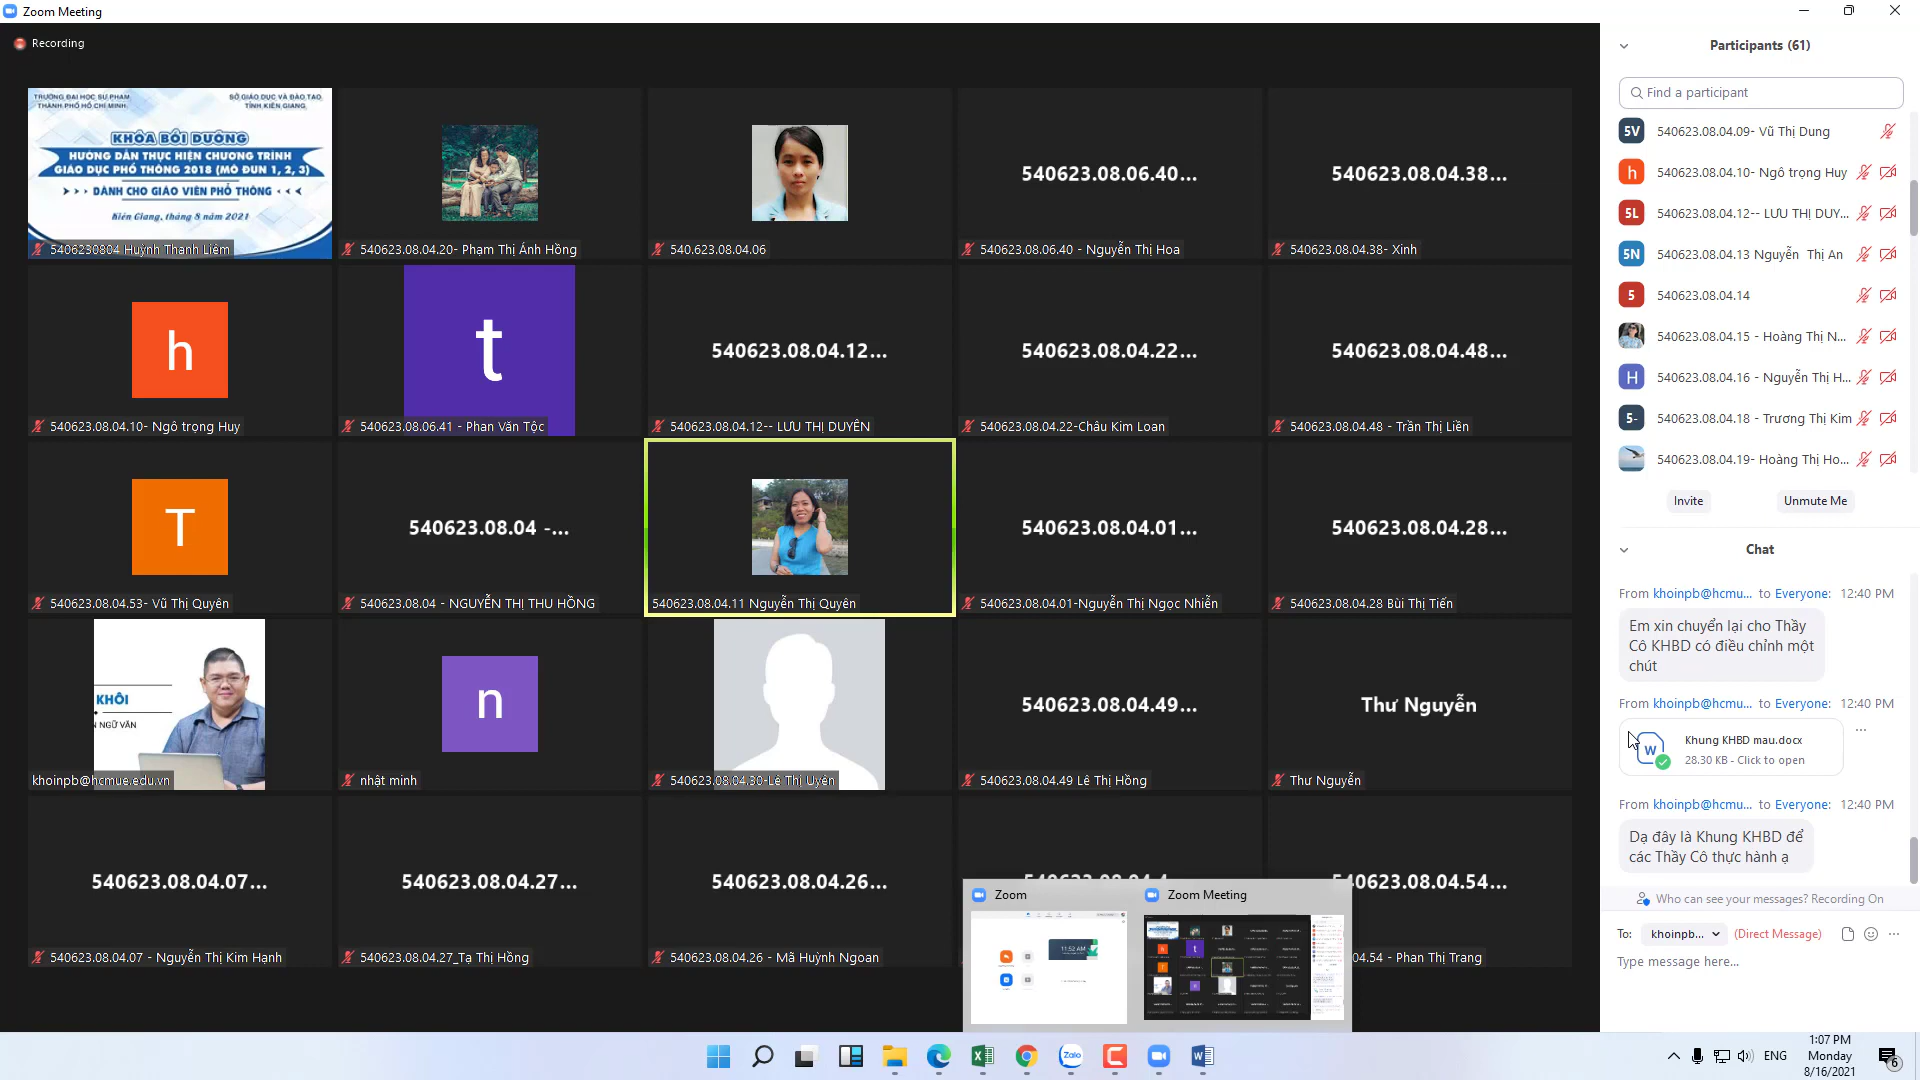 Zoom Meeting
Recording
TRƯỜNG ĐẠI HỌC SƯ PHẠM
THÀNH PHỐ HỒ CHÍ MINH
SỞ GIÁO DỤC VÀ ĐÀO TẠO
TỈNH KIÊN GIANG
KHÓA BỒI DƯỠNG
HƯỚNG DẪN THỰC HIỆN CHƯƠNG TRÌNH
GIÁO DỤC PHỔ THÔNG 2018 (MÔ ĐUN 1, 2, 3)
DÀNH CHO GIÁO VIÊN PHỔ THÔNG
Kiên Giang, tháng 8 năm 2021
5406230804 Huỳnh Thanh Liêm
540623.08.04.20- Phạm Thị Ánh Hồng
540.623.08.04.06
540623.08.06.40...
540623.08.06.40 - Nguyễn Thị Hoa
540623.08.04.38...
540623.08.04.38- Xinh
h
540623.08.04.10- Ngô trọng Huy
t
540623.08.06.41 - Phan Văn Tộc
540623.08.04.12...
540623.08.04.12-- LƯU THỊ DUYÊN
540623.08.04.22...
540623.08.04.22-Châu Kim Loan
540623.08.04.48...
540623.08.04.48 - Trần Thị Liền
T
540623.08.04.53- Vũ Thị Quyên
540623.08.04 -...
540623.08.04 - NGUYỄN THỊ THU HỒNG
540623.08.04.11 Nguyễn Thị Quyên
540623.08.04.01...
540623.08.04.01-Nguyễn Thị Ngọc Nhiễn
540623.08.04.28...
540623.08.04.28 Bùi Thị Tiến
KHÔI
N NGỮ VĂN
khoinpb@hcmue.edu.vn
n
nhật minh
540623.08.04.30-Lê Thị Uyên
540623.08.04.49...
540623.08.04.49 Lê Thị Hồng
Thư Nguyễn
Thư Nguyễn
540623.08.04.07...
540623.08.04.07 - Nguyễn Thị Kim Hạnh
540623.08.04.27...
540623.08.04.27_Tạ Thị Hồng
540623.08.04.26...
540623.08.04.26 - Mã Huỳnh Ngoan
540623.08.04.54...
04.54 - Phan Thị Trang
Zoom
11:52 AM
Zoom Meeting
Participants (61)
Find a participant
5V 540623.08.04.09- Vũ Thị Dung
h 540623.08.04.10- Ngô trọng Huy
5L 540623.08.04.12-- LƯU THỊ DUY...
5N 540623.08.04.13 Nguyễn Thị An
5 540623.08.04.14
540623.08.04.15 - Hoàng Thị N...
H 540623.08.04.16 - Nguyễn Thị H...
5- 540623.08.04.18 - Trương Thị Kim
540623.08.04.19- Hoàng Thị Ho...
Invite
Unmute Me
Chat
From khoinpb@hcmu... to Everyone: 12:40 PM
Em xin chuyển lại cho Thầy
Cô KHBD có điều chỉnh một
chút
From khoinpb@hcmu... to Everyone: 12:40 PM
W
Khung KHBD mau.docx
28.30 KB - Click to open
From khoinpb@hcmu... to Everyone: 12:40 PM
Dạ đây là Khung KHBD để
các Thầy Cô thực hành ạ
Who can see your messages? Recording On
To: khoinpb... (Direct Message)
Type message here...
Zalo
ENG
1:07 PM
Monday
8/16/2021
6